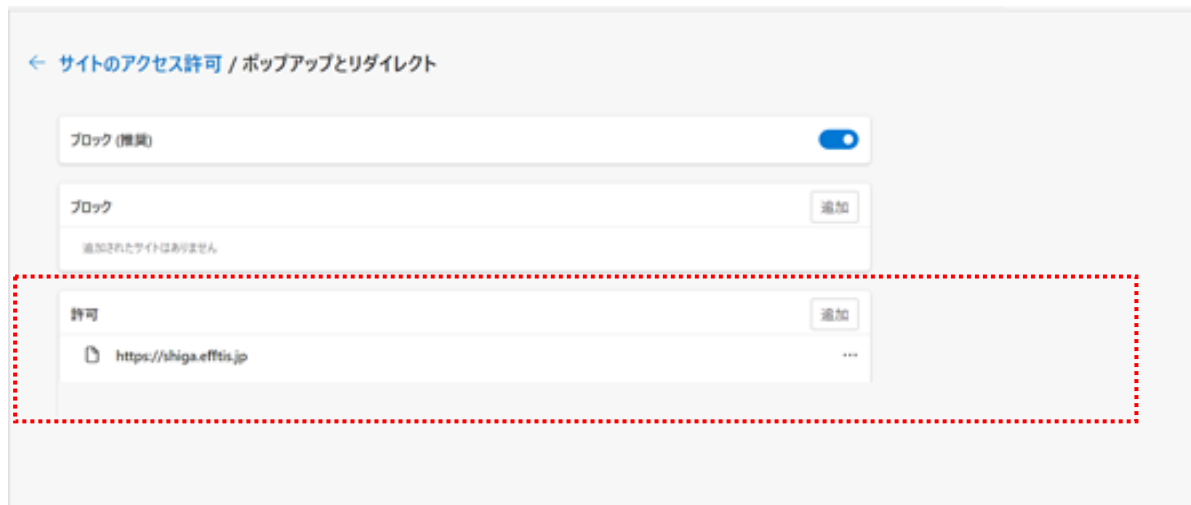 ← サイトのアクセス許可 / ポップアップとリダイレクト
ブロック (推奨)
ブロック
追加
追加されたサイトはありません
許可
追加
https://shiga.efftis.jp